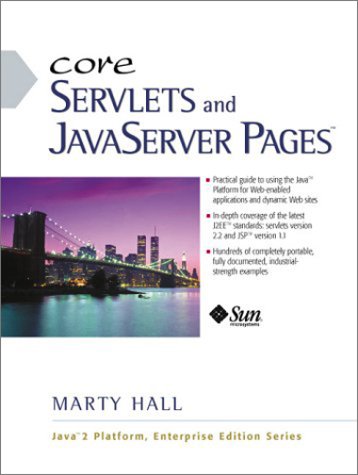 core
SERVLETS and
JAVASERVER PAGES™
Practical guide to using the Java™
Platform for Web-enabled
applications and dynamic Web sites
In-depth coverage of the latest
J2EE™ standards: servlets version
2.2 and JSP™ version 1.1
Hundreds of completely portable,
fully documented, industrial-
strength examples
Sun
microsystems
MARTY HALL
Java™2 Platform, Enterprise Edition Series